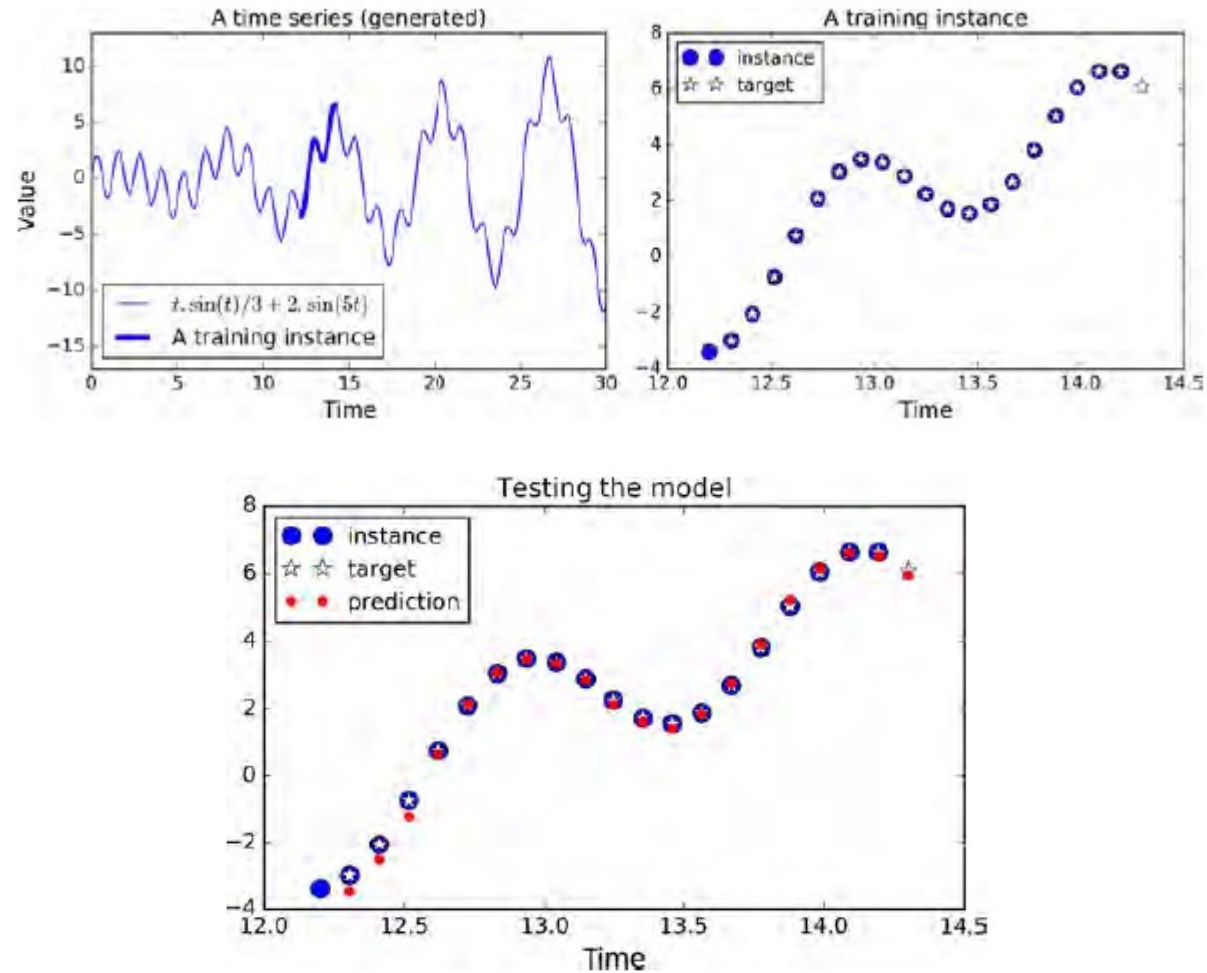 A time series (generated)
10
5
0
−5
−10
−15
Value
t. sin(t)/3 + 2. sin(5t)
A training instance
0 5 10 15 20 25 30
Time
A training instance
8
6
4
2
0
−2
−4
instance
target
12.0 12.5 13.0 13.5 14.0 14.5
Time
Testing the model
8
6
4
2
0
−2
−4
instance
target
prediction
12.0 12.5 13.0 13.5 14.0 14.5
Time